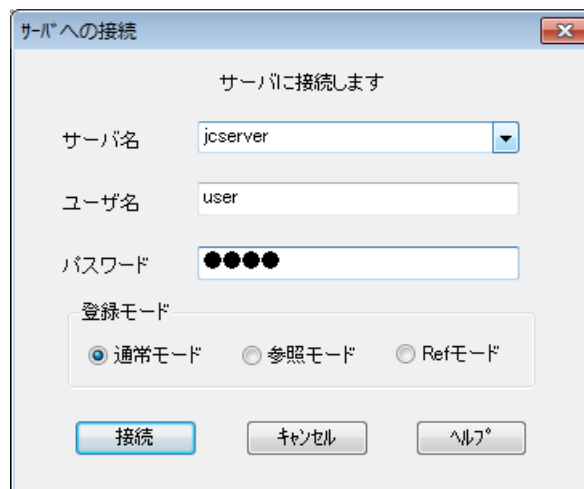 ｻｰﾊﾞへの接続
サーバに接続します
サーバ名 jcserver
ユーザ名 user
パスワード ●●●●
登録モード
通常モード 参照モード Refモード
接続 ｷｬﾝｾﾙ ﾍﾙﾌﾟ